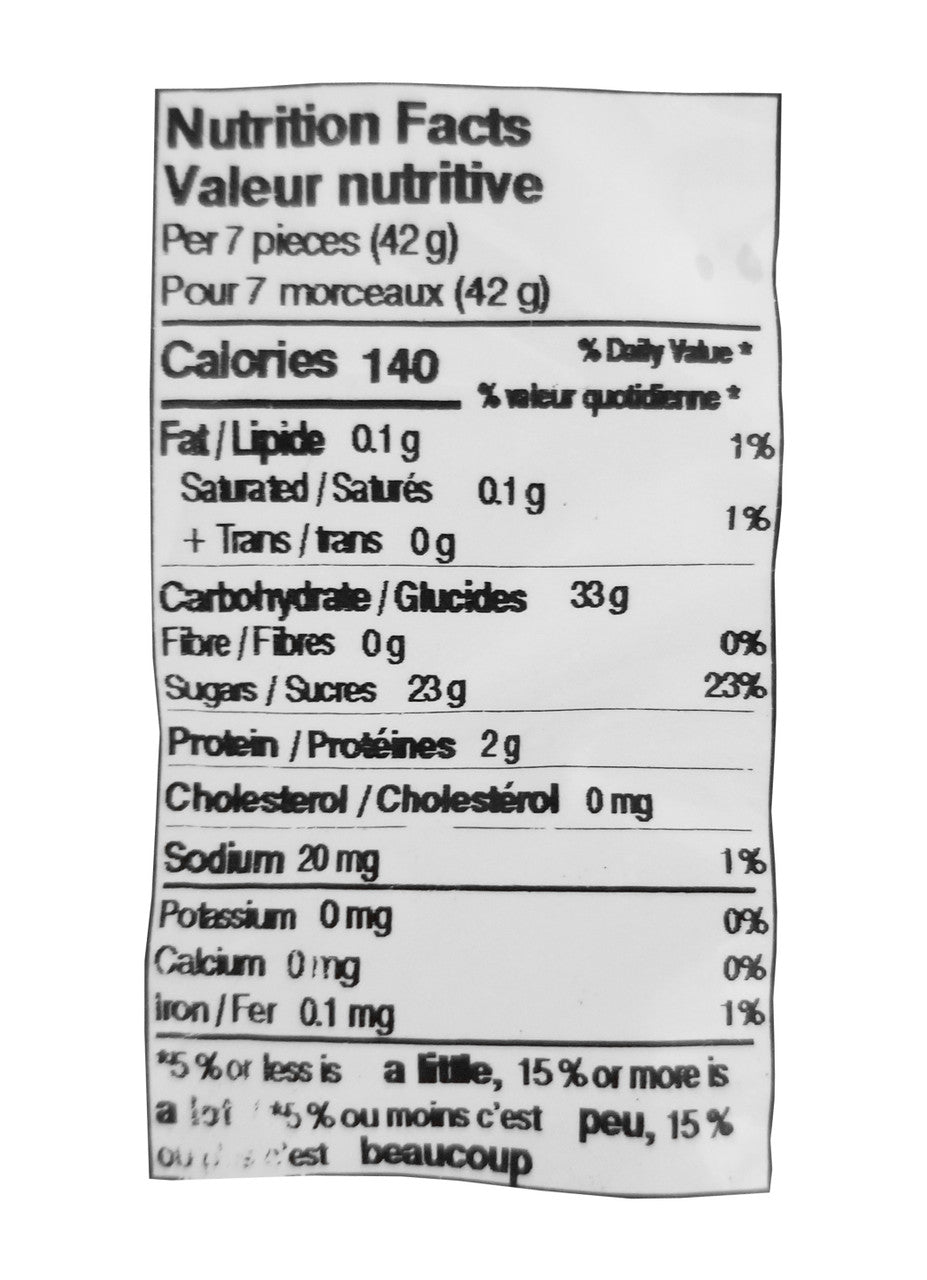 Nutrition Facts
Valeur nutritive
Per 7 pieces (42 g)
Pour 7 morceaux (42 g)
Calories 140 % Daily Value *
% valeur quotidienne *
Fat / Lipide 0.1 g 1%
Saturated / Saturés 0.1 g
+ Trans / trans 0 g 1%
Carbohydrate / Glucides 33 g
Fibre / Fibres 0 g 0%
Sugars / Sucres 23 g 23%
Protein / Protéines 2 g
Cholesterol / Cholestérol 0 mg
Sodium 20 mg 1%
Potassium 0 mg 0%
Calcium 0 mg 0%
Iron / Fer 0.1 mg 1%
*5 % or less is a little, 15 % or more is
a lot *5 % ou moins c'est peu, 15 %
ou c'est beaucoup